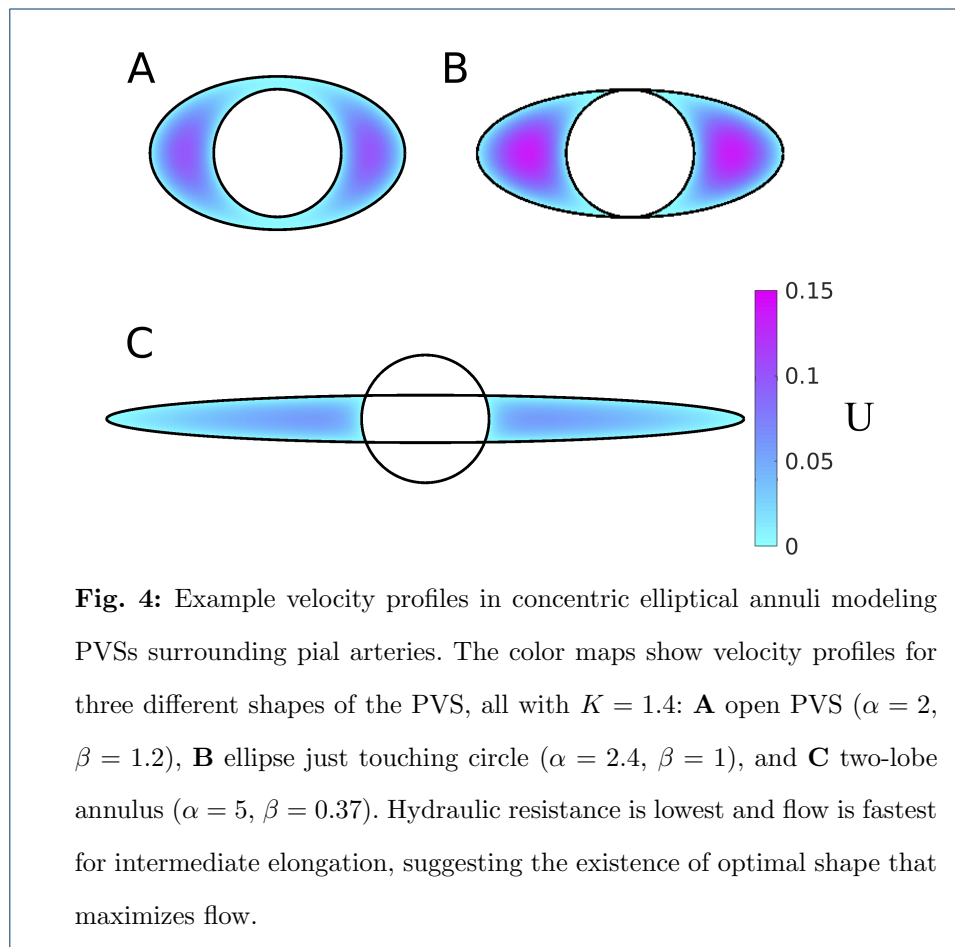 A
B
C
0.15
0.1
0.05
0
U
Fig. 4: Example velocity profiles in concentric elliptical annuli modeling
PVSs surrounding pial arteries. The color maps show velocity profiles for
three different shapes of the PVS, all with K = 1.4: A open PVS (α = 2,
β = 1.2), B ellipse just touching circle (α = 2.4, β = 1), and C two-lobe
annulus (α = 5, β = 0.37). Hydraulic resistance is lowest and flow is fastest
for intermediate elongation, suggesting the existence of optimal shape that
maximizes flow.